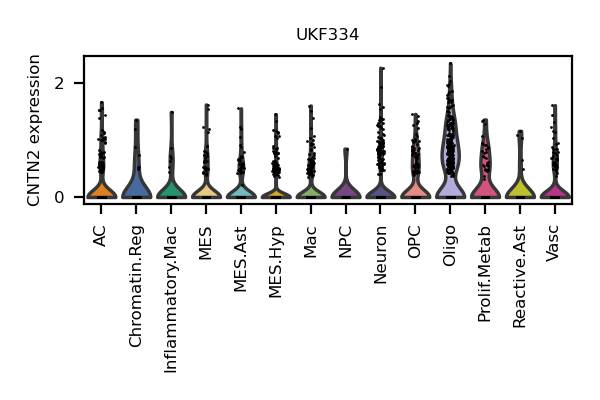 UKF334
CNTN2 expression
2
0
AC
Chromatin.Reg
Inflammatory.Mac
MES
MES.Ast
MES.Hyp
Mac
NPC
Neuron
OPC
Oligo
Prolif.Metab
Reactive.Ast
Vasc